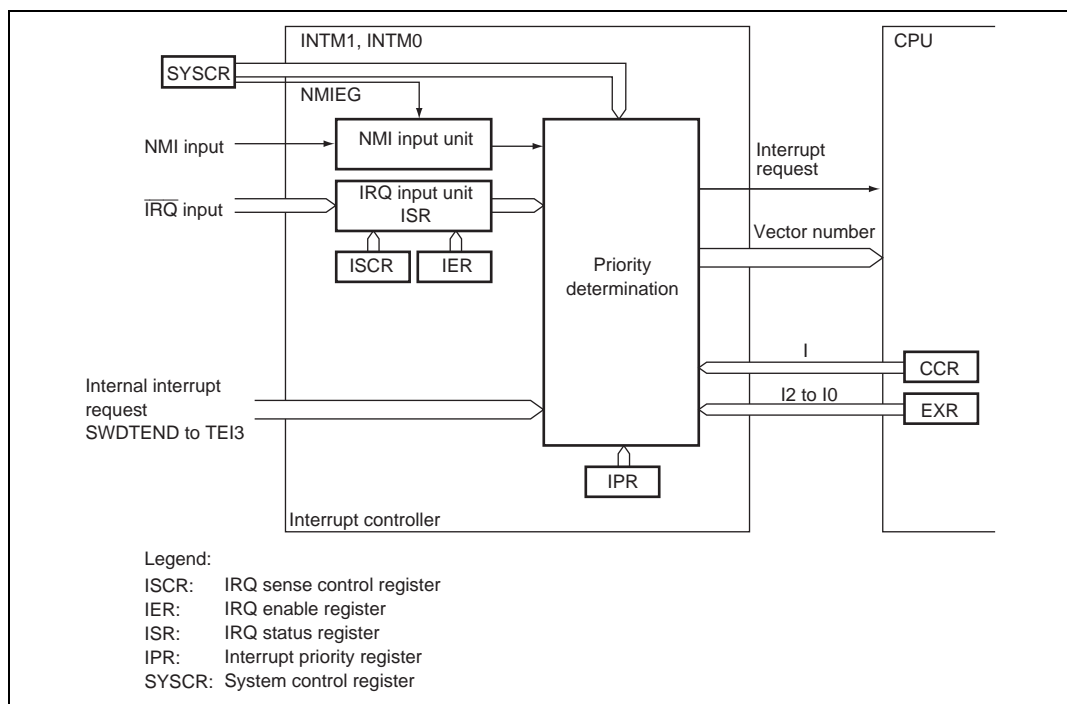 INTM1, INTM0
CPU
SYSCR
NMIEG
NMI input
NMI input unit
Interrupt
request
IRQ input
IRQ input unit
ISR
Vector number
ISCR
IER
Priority
determination
I
CCR
Internal interrupt
request
SWDTEND to TEI3
I2 to I0
EXR
IPR
Interrupt controller
Legend:
ISCR: IRQ sense control register
IER: IRQ enable register
ISR: IRQ status register
IPR: Interrupt priority register
SYSCR: System control register